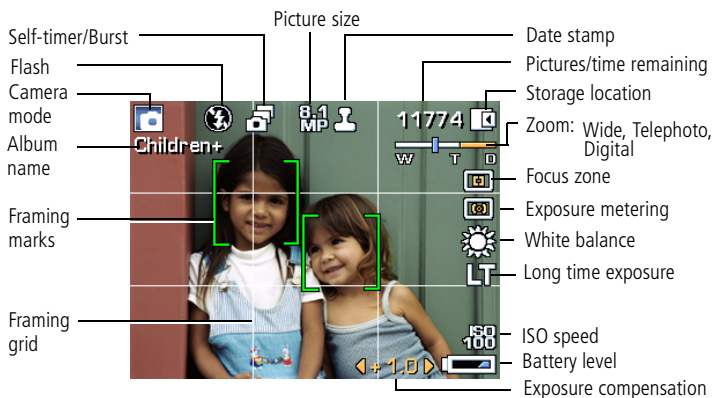 Picture size
Self-timer/Burst
Flash
Camera
mode
Album
name
Framing
marks
Framing
grid
Date stamp
Pictures/time remaining
Storage location
Zoom: Wide, Telephoto,
Digital
Focus zone
Exposure metering
White balance
Long time exposure
ISO speed
Battery level
Exposure compensation
8.1
MP
11774
Children+
W T D
LT
ISO
100
+1.0